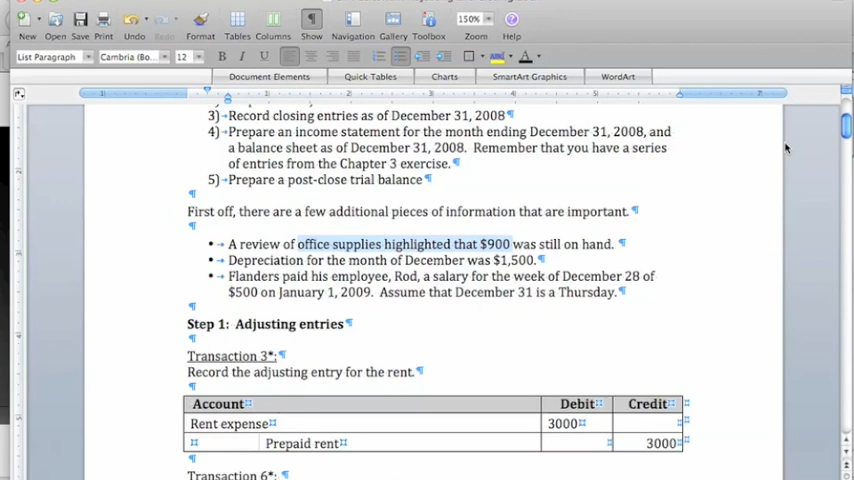 New Open Save Print Undo Redo Format Tables Columns Show Navigation Gallery Toolbox Zoom Help
150%
List Paragraph Cambria (Bo... 12 B I U A
Document Elements Quick Tables Charts SmartArt Graphics WordArt
3) Record closing entries as of December 31, 2008¶
4) Prepare an income statement for the month ending December 31, 2008, and
a balance sheet as of December 31, 2008. Remember that you have a series
of entries from the Chapter 3 exercise.¶
5) Prepare a post-close trial balance¶
¶
First off, there are a few additional pieces of information that are important.¶
¶
• A review of office supplies highlighted that $900 was still on hand.¶
• Depreciation for the month of December was $1,500.¶
• Flanders paid his employee, Rod, a salary for the week of December 28 of
$500 on January 1, 2009. Assume that December 31 is a Thursday.¶
¶
Step 1: Adjusting entries¶
¶
Transaction 3*:¶
Record the adjusting entry for the rent.¶
¶
Account Debit Credit
Rent expense 3000
Prepaid rent 3000
¶
Transaction 6*:¶